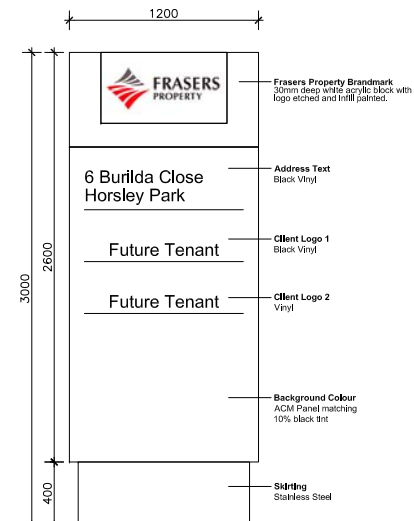 1200
FRASERS
PROPERTY
Frasers Property Brandmark
30mm deep white acrylic block with
logo etched and Infill painted.
6 Burilda Close
Horsley Park
Address Text
Black Vinyl
Future Tenant
Client Logo 1
Black Vinyl
Future Tenant
Client Logo 2
Vinyl
3000
2600
Background Colour
ACM Panel matching
10% black tint
400
Skirting
Stainless Steel